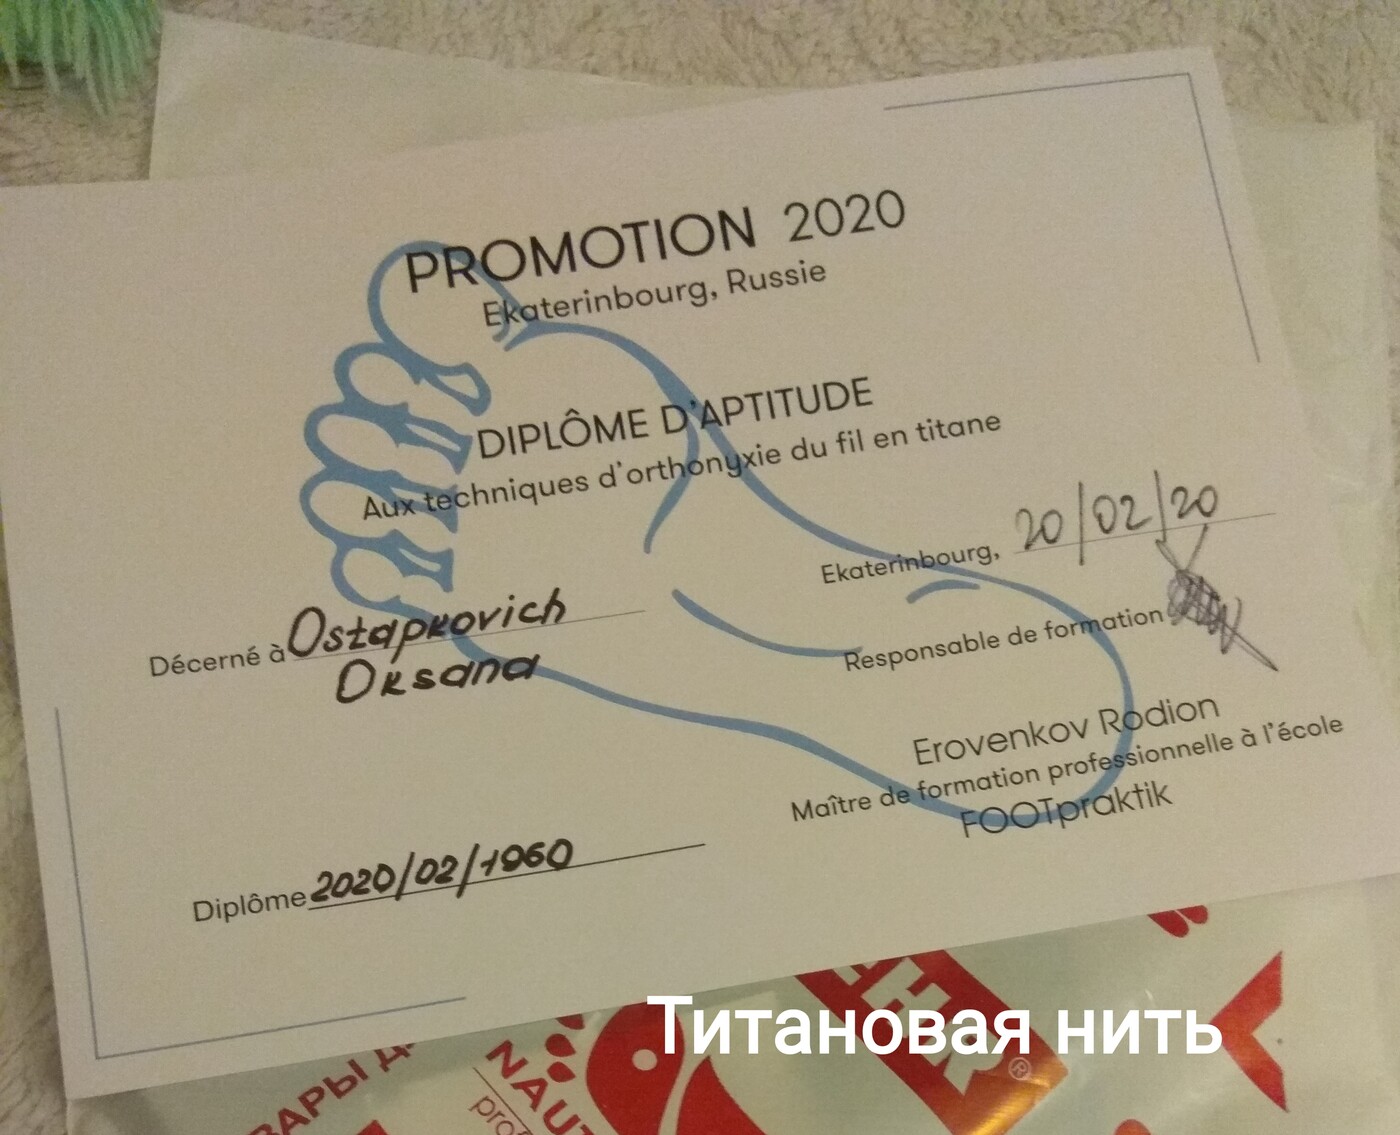 PROMOTION 2020
Ekaterinbourg, Russie
DIPLÔME D'APTITUDE
Aux techniques d'orthonyxie du fil en titane
Ekaterinbourg, 20/02/20
Décerné à Ostapkovich
Oksana
Responsable de formation
Erovenkov Rodion
Maître de formation professionnelle à l'école
FOOTpraktik
Diplôme 2020/02/1960
Титановая нить